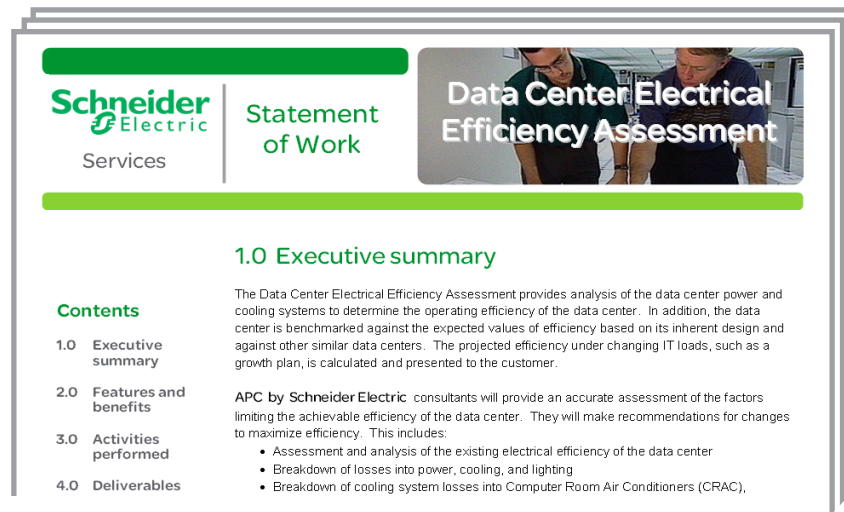 Schneider
Electric
Services
Statement
of Work
Data Center Electrical
Efficiency Assessment
Contents
1.0 Executive
summary
2.0 Features and
benefits
3.0 Activities
performed
4.0 Deliverables
1.0 Executive summary
The Data Center Electrical Efficiency Assessment provides analysis of the data center power and
cooling systems to determine the operating efficiency of the data center. In addition, the data
center is benchmarked against the expected values of efficiency based on its inherent design and
against other similar data centers. The projected efficiency under changing IT loads, such as a
growth plan, is calculated and presented to the customer.
APC by Schneider Electric consultants will provide an accurate assessment of the factors
limiting the achievable efficiency of the data center. They will make recommendations for changes
to maximize efficiency. This includes:
• Assessment and analysis of the existing electrical efficiency of the data center
• Breakdown of losses into power, cooling, and lighting
• Breakdown of cooling system losses into Computer Room Air Conditioners (CRAC),